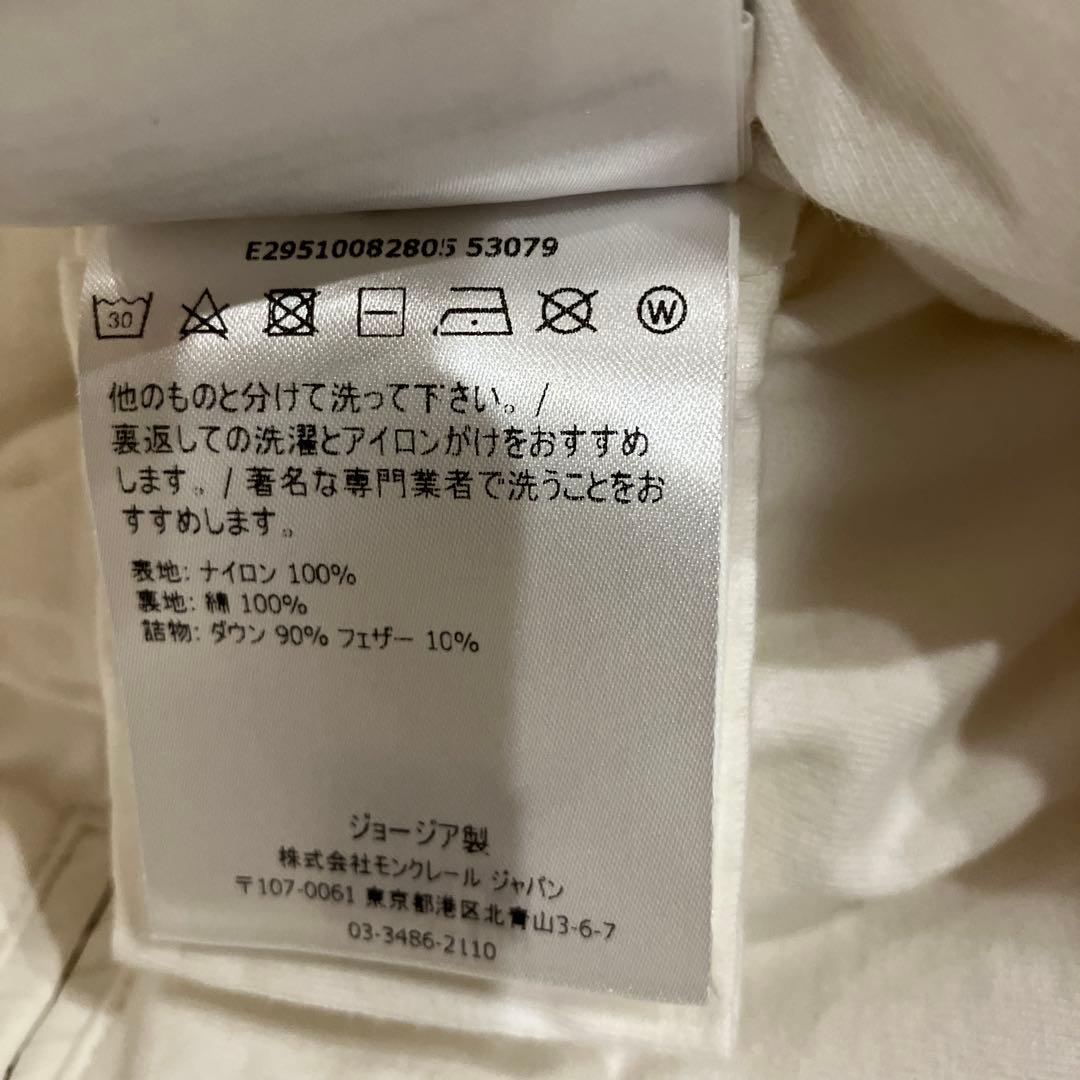 E29510082805 53079
30 W
他のものと分けて洗って下さい。/
裏返しての洗濯とアイロンがけをおすすめ
します。/ 著名な専門業者で洗うことをお
すすめします。
表地: ナイロン 100%
裏地: 綿 100%
詰物: ダウン 90% フェザー 10%
ジョージア製
株式会社モンクレール ジャパン
〒107-0061 東京都港区北青山3-6-7
03-3486-2110